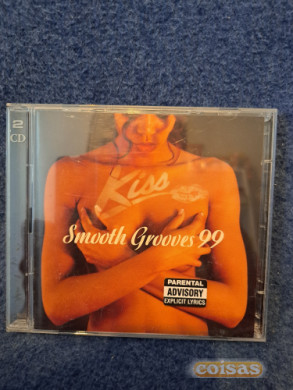 2
CD
Kiss
Smooth Grooves 99
PARENTAL
ADVISORY
EXPLICIT LYRICS
coisas